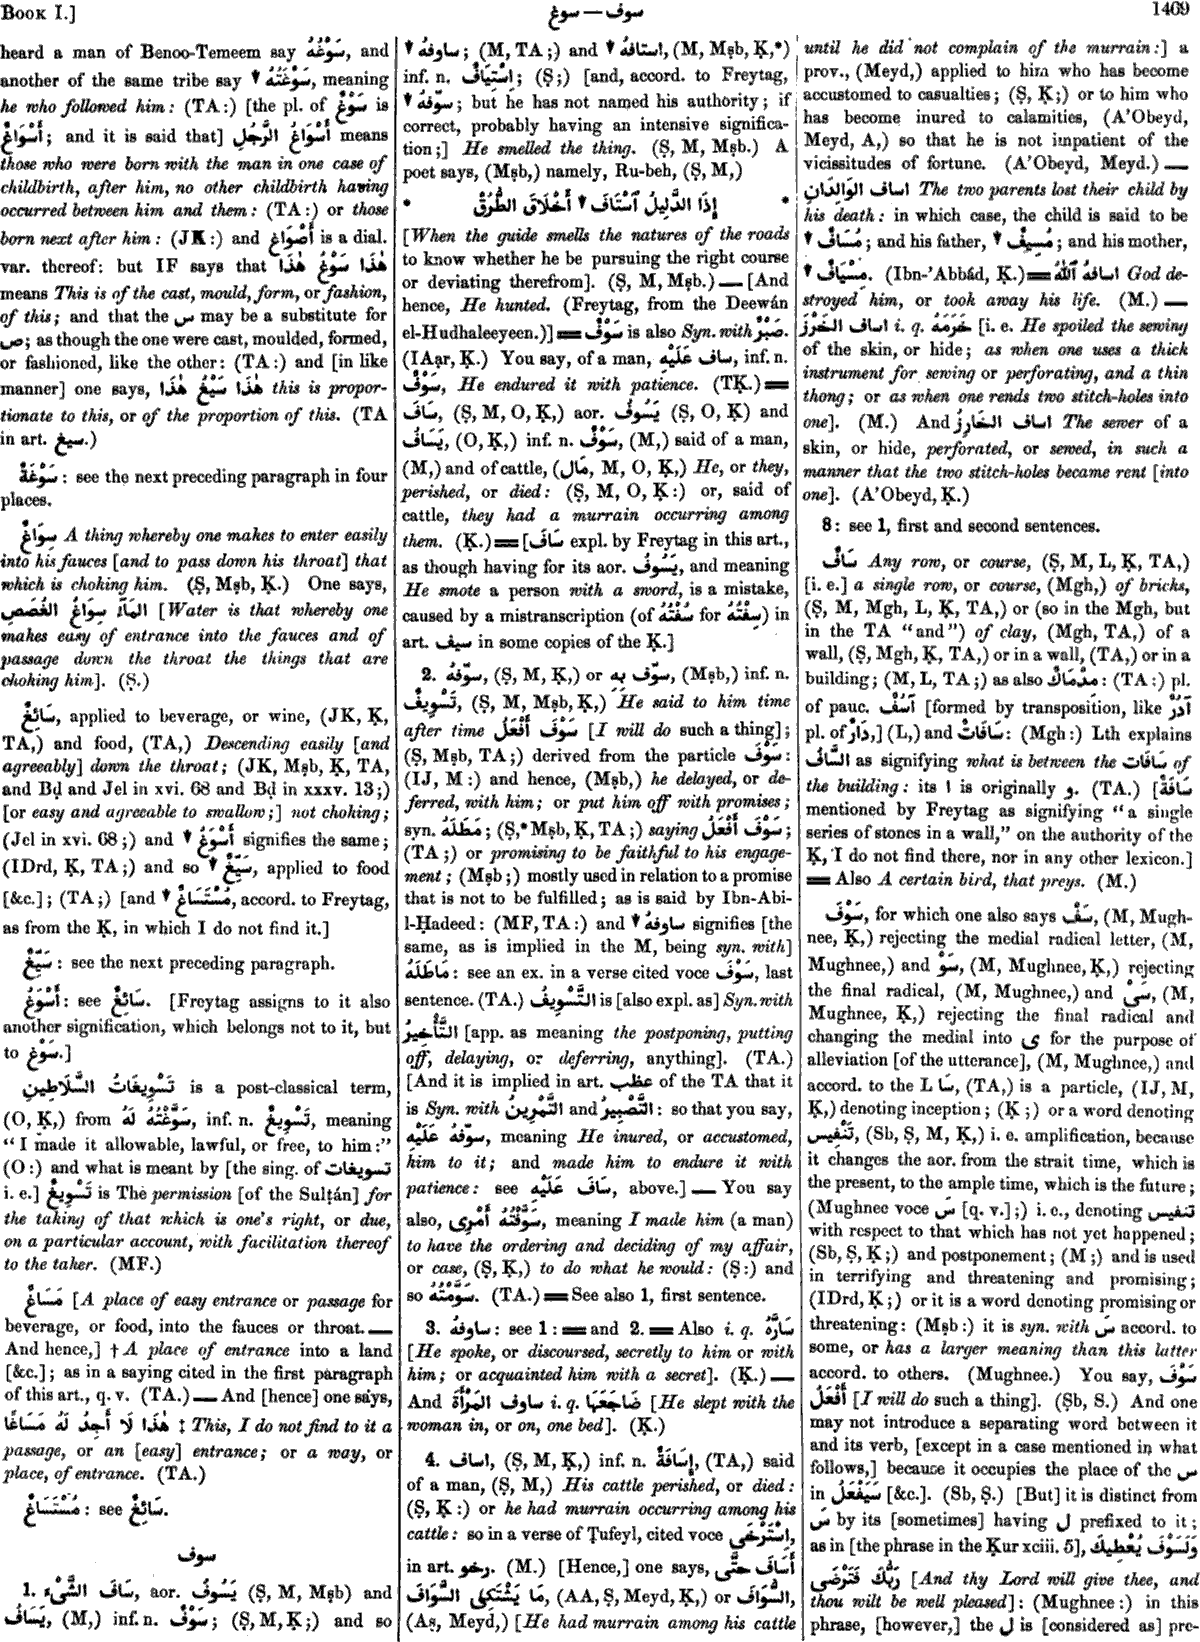 BOOK I.]
سوف — سوغ
1469
heard a man of Benoo-Temeem say سَوْغُهُ, and
another of the same tribe say ▼ سَوْغَتُهُ, meaning
he who followed him: (TA:) [the pl. of سَوْغٌ is
أَسْوَاغٌ; and it is said that] أَسْوَاغُ الرَّجُلِ means
those who were born with the man in one case of
childbirth, after him, no other childbirth having
occurred between him and them: (TA:) or those
born next after him: (JK:) and أَصْوَاغٌ is a dial.
var. thereof: but IF says that هٰذَا سَوْغُ هٰذَا
means This is of the cast, mould, form, or fashion,
of this; and that the س may be a substitute for
ص; as though the one were cast, moulded, formed,
or fashioned, like the other: (TA:) and [in like
manner] one says, هٰذَا سَيْغُ هٰذَا this is propor-
tionate to this, or of the proportion of this. (TA
in art. سيغ.)
سَوْغَةٌ: see the next preceding paragraph in four
places.
سِوَاغٌ A thing whereby one makes to enter easily
into his fauces [and to pass down his throat] that
which is choking him. (Ṣ, Mṣb, Ḳ.) One says,
المَآءُ سِوَاغُ الغُصَصِ [Water is that whereby one
makes easy of entrance into the fauces and of
passage down the throat the things that are
choking him]. (Ṣ.)
سَائِغٌ, applied to beverage, or wine, (JK, Ḳ,
TA,) and food, (TA,) Descending easily [and
agreeably] down the throat; (JK, Mṣb, Ḳ, TA,
and Bḍ and Jel in xvi. 68 and Bḍ in xxxv. 13;)
[or easy and agreeable to swallow;] not choking;
(Jel in xvi. 68;) and ▼ أَسْوَغُ signifies the same;
(IDrd, Ḳ, TA;) and so ▼ سَيِّغٌ, applied to food
[&c.]; (TA;) [and ▼ مُسْتَسَاغٌ, accord. to Freytag,
as from the Ḳ, in which I do not find it.]
سَيِّغٌ: see the next preceding paragraph.
أَسْوَغُ: see سَائِغٌ. [Freytag assigns to it also
another signification, which belongs not to it, but
to سَوْغ.]
تَسْوِيغَاتُ السَّلَاطِينِ is a post-classical term,
(O, Ḳ,) from سَوَّغْتُهُ لَهُ, inf. n. تَسْوِيغٌ, meaning
“I made it allowable, lawful, or free, to him:”
(O:) and what is meant by [the sing. of تسويغات
i. e.] تَسْوِيغٌ is The permission [of the Sulṭán] for
the taking of that which is one's right, or due,
on a particular account, with facilitation thereof
to the taker. (MF.)
مَسَاغٌ [A place of easy entrance or passage for
beverage, or food, into the fauces or throat. —
And hence,] † A place of entrance into a land
[&c.]; as in a saying cited in the first paragraph
of this art., q. v. (TA.) — And [hence] one says,
هٰذَا لَا أَجِدُ لَهُ مَسَاغًا ‡ This, I do not find to it a
passage, or an [easy] entrance; or a way, or
place, of entrance. (TA.)
مُسْتَسَاغٌ: see سَائِغٌ.
سوف
1. سَافَ الشَّىْءَ, aor. يَسُوفُ (Ṣ, M, Mṣb) and
يَسَافُ, (M,) inf. n. سَوْفٌ; (Ṣ, M, Ḳ;) and so
▼ ساوفهُ; (M, TA;) and ▼ استافهُ, (M, Mṣb, Ḳ,*)
inf. n. اِسْتِيَافٌ; (Ṣ;) [and, accord. to Freytag,
▼ سوّفهُ; but he has not named his authority; if
correct, probably having an intensive significa-
tion;] He smelled the thing. (Ṣ, M, Mṣb.) A
poet says, (Mṣb,) namely, Ru-beh, (Ṣ, M,)
* إِذَا الدَّلِيلُ ٱسْتَافَ ▼ أَخْلَاقَ الطُّرُقْ *
[When the guide smells the natures of the roads
to know whether he be pursuing the right course
or deviating therefrom]. (Ṣ, M, Mṣb.) — [And
hence, He hunted. (Freytag, from the Deewán
el-Hudhaleeyeen.)] = سَوْفٌ is also Syn. with صَبْرٌ.
(IAạr, Ḳ.) You say, of a man, ساف عَلَيْهِ, inf. n.
سَوْفٌ, He endured it with patience. (TḲ.) =
سَافَ, (Ṣ, M, O, Ḳ,) aor. يَسُوفُ (Ṣ, O, Ḳ) and
يَسَافُ, (O, Ḳ,) inf. n. سَوْفٌ, (M,) said of a man,
(M,) and of cattle, (مَال, M, O, Ḳ,) He, or they,
perished, or died: (Ṣ, M, O, Ḳ:) or, said of
cattle, they had a murrain occurring among
them. (Ḳ.) = [سَافَ expl. by Freytag in this art.,
as though having for its aor. يَسُوفُ, and meaning
He smote a person with a sword, is a mistake,
caused by a mistranscription (of سُفْتُهُ for سِفْتُهُ) in
art. سيف in some copies of the Ḳ.]
2. سوّفهُ, (Ṣ, M, Ḳ,) or سوّف بِهِ, (Mṣb,) inf. n.
تَسْوِيفٌ, (Ṣ, M, Mṣb, Ḳ,) He said to him time
after time سَوْفَ أَفْعَلُ [I will do such a thing];
(Ṣ, Mṣb, TA;) derived from the particle سَوْفَ:
(IJ, M:) and hence, (Mṣb,) he delayed, or de-
ferred, with him; or put him off with promises;
syn. مَطَلَهُ; (Ṣ,* Mṣb, Ḳ, TA;) saying سَوْفَ أَفْعَلُ;
(TA;) or promising to be faithful to his engage-
ment; (Mṣb;) mostly used in relation to a promise
that is not to be fulfilled; as is said by Ibn-Abi-
l-Ḥadeed: (MF, TA:) and ▼ ساوفهُ signifies [the
same, as is implied in the M, being syn. with]
مَاطَلَهُ: see an ex. in a verse cited voce سَوْفَ, last
sentence. (TA.) التَّسْوِيفُ is [also expl. as] Syn. with
التَّأْخِيرُ [app. as meaning the postponing, putting
off, delaying, or deferring, anything]. (TA.)
[And it is implied in art. عظب of the TA that it
is Syn. with التَّمْرِينُ and التَّصْبِيرُ: so that you say,
سوّفهُ عَلَيْهِ, meaning He inured, or accustomed,
him to it; and made him to endure it with
patience: see سَافَ عَلَيْهِ, above.] — You say
also, سَوَّفْتُهُ أَمْرِى, meaning I made him (a man)
to have the ordering and deciding of my affair,
or case, (Ṣ, Ḳ,) to do what he would: (Ṣ:) and
so سَوَّمْتُهُ. (TA.) = See also 1, first sentence.
3. ساوفهُ: see 1: = and 2. = Also i. q. سَارَّهُ
[He spoke, or discoursed, secretly to him or with
him; or acquainted him with a secret]. (Ḳ.) —
And ساوف المَرْأَةَ i. q. ضَاجَعَهَا [He slept with the
woman in, or on, one bed]. (Ḳ.)
4. اساف, (Ṣ, M, Ḳ,) inf. n. إِسَافَةٌ, (TA,) said
of a man, (Ṣ, M,) His cattle perished, or died:
(Ṣ, Ḳ:) or he had murrain occurring among his
cattle: so in a verse of Ṭufeyl, cited voce اِسْتَرْخَى,
in art. رخو. (M.) [Hence,] one says, أَسَافَ حَتَّى
مَا يَشْتَكِى السُّوَافَ, (AA, Ṣ, Meyd, Ḳ,) or السَّوَافَ,
(Aṣ, Meyd,) [He had murrain among his cattle
until he did not complain of the murrain:] a
prov., (Meyd,) applied to him who has become
accustomed to casualties; (Ṣ, Ḳ;) or to him who
has become inured to calamities, (A'Obeyd,
Meyd, A,) so that he is not impatient of the
vicissitudes of fortune. (A'Obeyd, Meyd.) —
اساف الوَالِدَانِ The two parents lost their child by
his death: in which case, the child is said to be
▼ مُسَافٌ; and his father, ▼ مُسِيفٌ; and his mother,
▼ مِسْيَافٌ. (Ibn-'Abbád, Ḳ.) = اسافهُ ٱللّٰهُ God de-
stroyed him, or took away his life. (M.) —
اساف الخَرْزَ i. q. خَرَمَهُ [i. e. He spoiled the sewing
of the skin, or hide; as when one uses a thick
instrument for sewing or perforating, and a thin
thong; or as when one rends two stitch-holes into
one]. (M.) And اساف الخَارِزُ The sewer of a
skin, or hide, perforated, or sewed, in such a
manner that the two stitch-holes became rent [into
one]. (A'Obeyd, Ḳ.)
8: see 1, first and second sentences.
سَافٌ Any row, or course, (Ṣ, M, L, Ḳ, TA,)
[i. e.] a single row, or course, (Mgh,) of bricks,
(Ṣ, M, Mgh, L, Ḳ, TA,) or (so in the Mgh, but
in the TA “and”) of clay, (Mgh, TA,) of a
wall, (Ṣ, Mgh, Ḳ, TA,) or in a wall, (TA,) or in a
building; (M, L, TA;) as also مِدْمَاكٌ: (TA:) pl.
of pauc. آسُفٌ [formed by transposition, like آدُرٌ
pl. of دَارٌ,] (L,) and سَافَاتٌ: (Mgh:) Lth explains
السَّافُ as signifying what is between the سَافَات of
the building: its ا is originally و. (TA.) [سَافَةٌ
mentioned by Freytag as signifying “a single
series of stones in a wall,” on the authority of the
Ḳ, I do not find there, nor in any other lexicon.]
= Also A certain bird, that preys. (M.)
سَوْفَ, for which one also says سَفْ, (M, Mugh-
nee, Ḳ,) rejecting the medial radical letter, (M,
Mughnee,) and سَوْ, (M, Mughnee, Ḳ,) rejecting
the final radical, (M, Mughnee,) and سَىْ, (M,
Mughnee, Ḳ,) rejecting the final radical and
changing the medial into ى for the purpose of
alleviation [of the utterance], (M, Mughnee,) and
accord. to the L سَا, (TA,) is a particle, (IJ, M,
Ḳ,) denoting inception; (Ḳ;) or a word denoting
تَنْفِيس, (Sb, Ṣ, M, Ḳ,) i. e. amplification, because
it changes the aor. from the strait time, which is
the present, to the ample time, which is the future;
(Mughnee voce سَ [q. v.];) i. e., denoting تنفيس
with respect to that which has not yet happened;
(Sb, Ṣ, Ḳ;) and postponement; (M;) and is used
in terrifying and threatening and promising;
(IDrd, Ḳ;) or it is a word denoting promising or
threatening: (Mṣb:) it is syn. with سَ accord. to
some, or has a larger meaning than this latter
accord. to others. (Mughnee.) You say, سَوْفَ
أَفْعَلُ [I will do such a thing]. (Sb, S.) And one
may not introduce a separating word between it
and its verb, [except in a case mentioned in what
follows,] because it occupies the place of the س
in سَيَفْعَلُ [&c.]. (Sb, Ṣ.) [But] it is distinct from
سَ by its [sometimes] having ل prefixed to it;
as in [the phrase in the Ḳur xciii. 5], وَلَسَوْفَ يُعْطِيكَ
رَبُّكَ فَتَرْضَى [And thy Lord will give thee, and
thou wilt be well pleased]: (Mughnee:) in this
phrase, [however,] the ل is [considered as] pre-